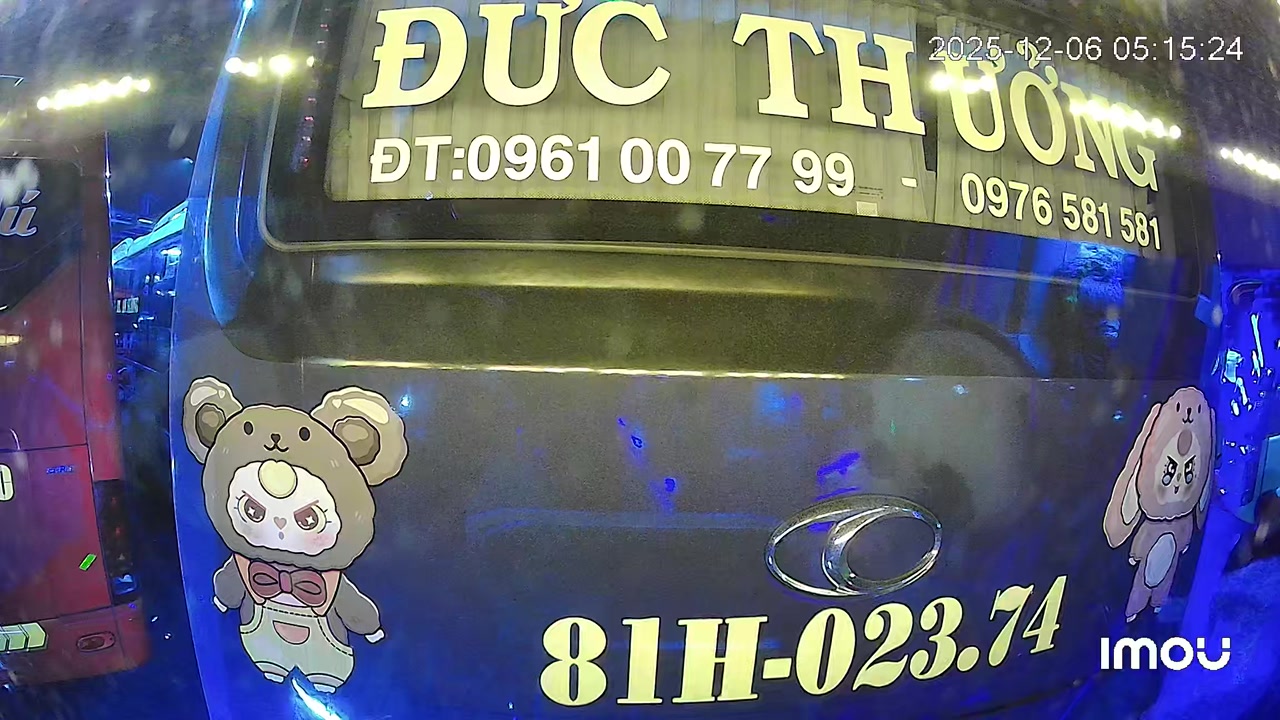 2025-12-06 05:15:24
ĐỨC THƯỞNG
ĐT:0961 00 77 99 - 0976 581 581
ú
81H-023.74
imou